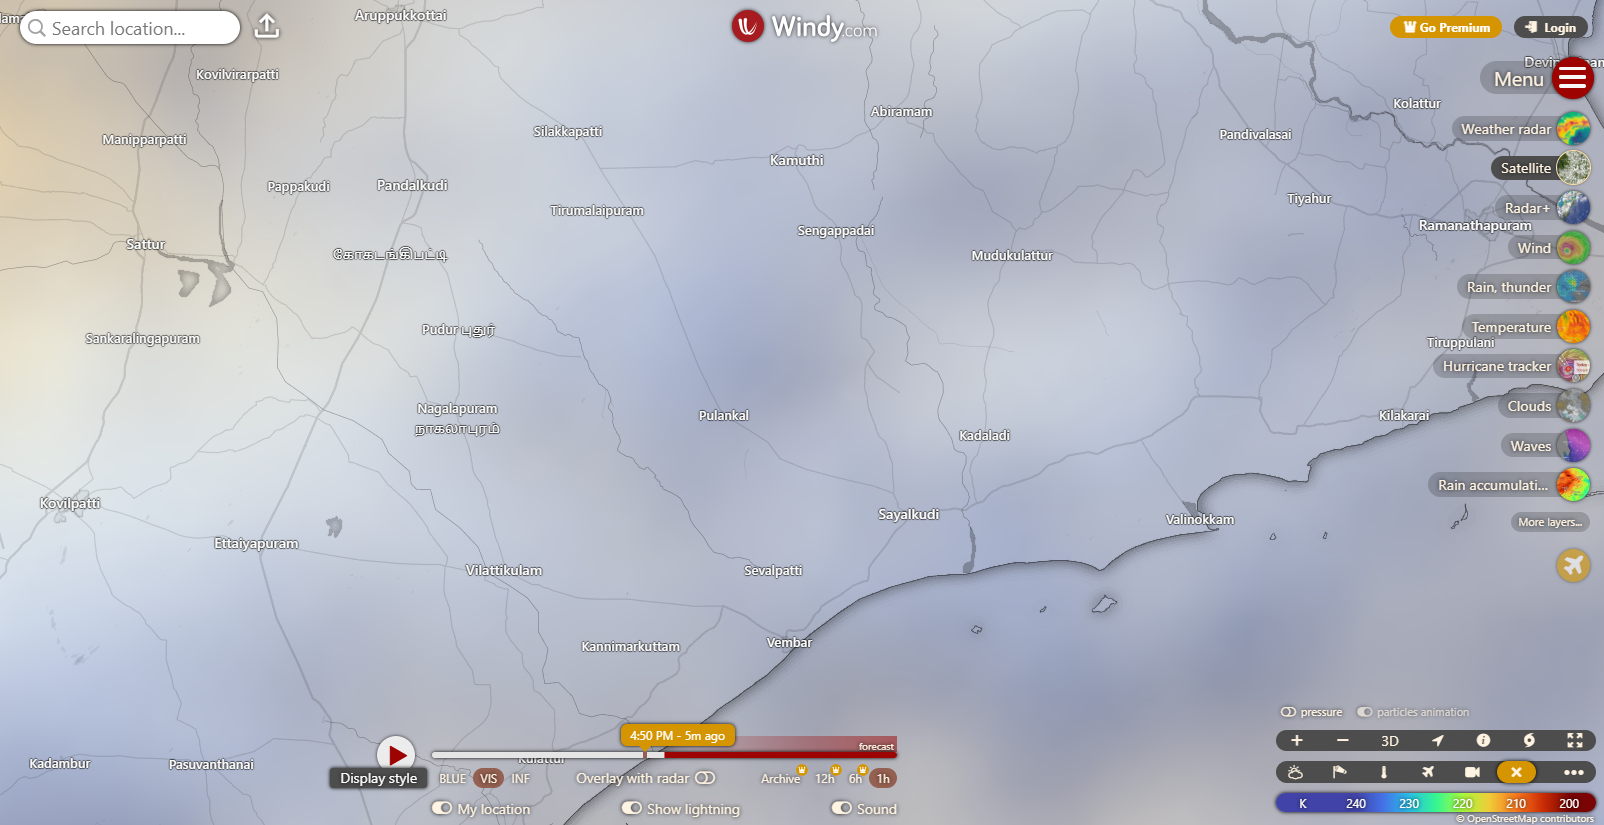 Search location...
Windy.com
Go Premium
Login
Menu
Aruppukkottai
Kovilvirarpatti
Manipparpatti
Silakkapatti
Abiramam
Kolattur
Pandivalasai
Weather radar
Kamuthi
Satellite
Pappakudi
Pandalkudi
Tirumalaipuram
Tiyahur
Radar+
Ramanathapuram
Sengappadai
Sattur
Wind
Mudukulattur
Rain, thunder
Temperature
Pudur புதூர்
Sankaralingapuram
Tiruppulani
Hurricane tracker
Clouds
Nagalapuram
நாகலாபுரம்
Pulankal
Kilakarai
Kadaladi
Waves
Rain accumulati...
Kovilpatti
Sayalkudi
Valinokkam
More layers...
Ettaiyapuram
Vilattikulam
Sevalpatti
Kannimarkuttam
Vembar
pressure
particles animation
4:50 PM - 5m ago
forecast
3D
Kadambur
Pasuvanthanai
Kulattur
Display style
BLUE
VIS
INF
Overlay with radar
Archive
12h
6h
1h
My location
Show lightning
Sound
K 240 230 220 210 200
© OpenStreetMap contributors